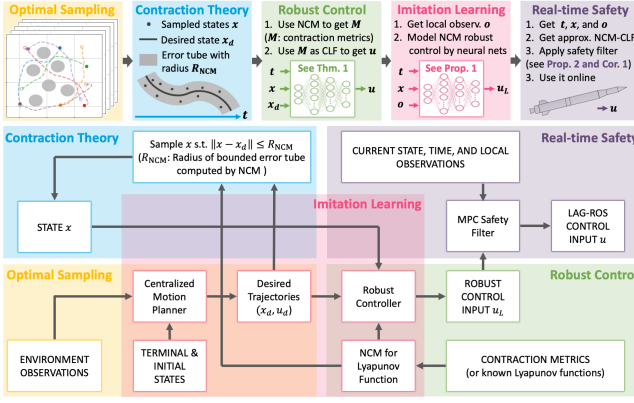 Optimal Sampling
Contraction Theory
Sampled states x
Desired state x_d
Error tube with
radius R_NCM
t
Robust Control
1. Use NCM to get M
(M: contraction metrics)
2. Use M as CLF to get u
See Thm. 1
t
x
x_d
u
Imitation Learning
1. Get local observ. o
2. Model NCM robust
control by neural nets
See Prop. 1
t
x
o
u_L
Real-time Safety
1. Get t, x, and o
2. Get approx. NCM-CLF
3. Apply safety filter
(see Prop. 2 and Cor. 1)
3. Use it online
u
Contraction Theory
Sample x s.t. ‖x − x_d‖ ≤ R_NCM
(R_NCM: Radius of bounded error tube
computed by NCM )
STATE x
Real-time Safety
CURRENT STATE, TIME, AND LOCAL
OBSERVATIONS
MPC Safety
Filter
LAG-ROS
CONTROL
INPUT u
Imitation Learning
Optimal Sampling
Centralized
Motion
Planner
Desired
Trajectories
(x_d, u_d)
Robust
Controller
ROBUST
CONTROL
INPUT u_L
Robust Control
ENVIRONMENT
OBSERVATIONS
TERMINAL &
INITIAL
STATES
NCM for
Lyapunov
Function
CONTRACTION METRICS
(or known Lyapunov functions)